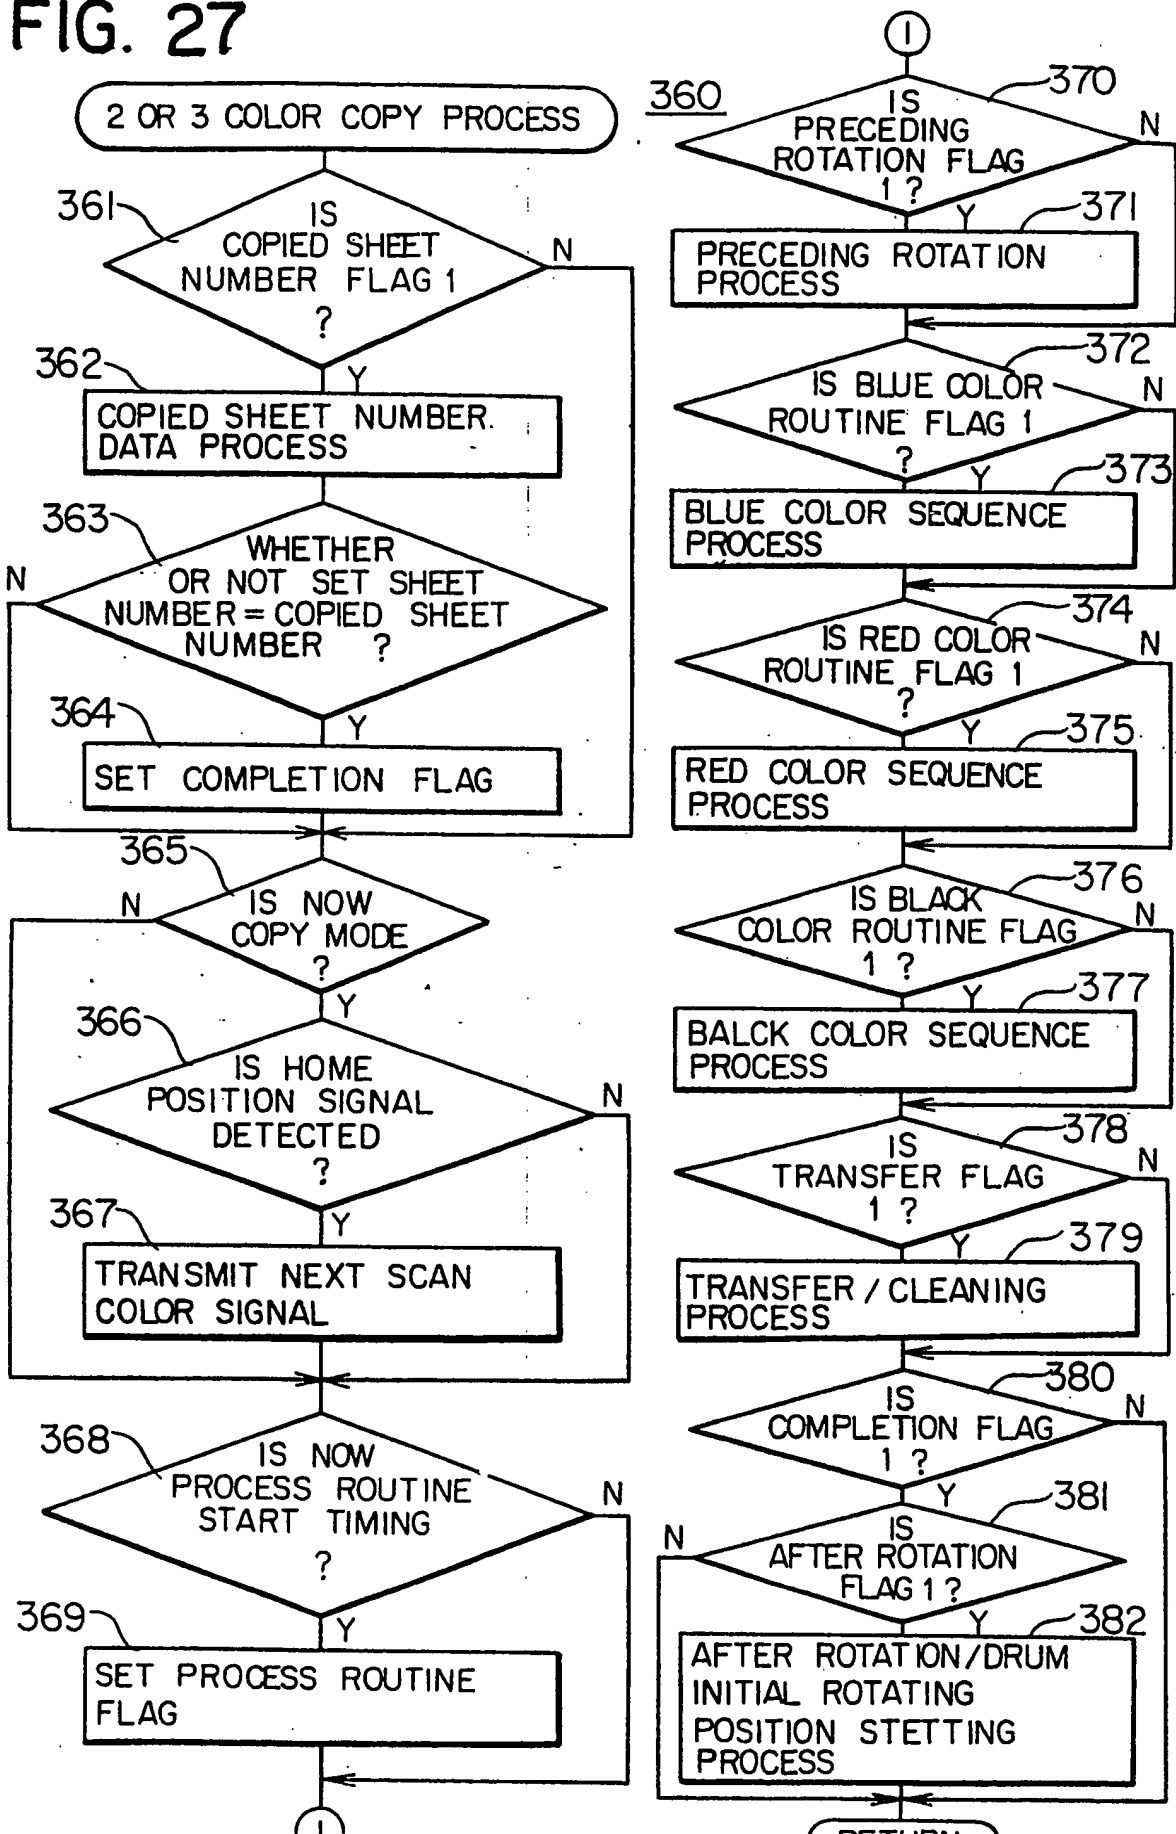 FIG. 27
2 OR 3 COLOR COPY PROCESS
361
IS
COPIED SHEET
NUMBER FLAG 1
?
N
Y
362
COPIED SHEET NUMBER.
DATA PROCESS
363
WHETHER
OR NOT SET SHEET
NUMBER = COPIED SHEET
NUMBER ?
N
Y
364
SET COMPLETION FLAG
365
IS NOW
COPY MODE
?
N
Y
366
IS HOME
POSITION SIGNAL
DETECTED
?
N
Y
367
TRANSMIT NEXT SCAN
COLOR SIGNAL
368
IS NOW
PROCESS ROUTINE
START TIMING
?
N
Y
369
SET PROCESS ROUTINE
FLAG
1
360
1
370
IS
PRECEDING
ROTATION FLAG
1 ?
N
Y
371
PRECEDING ROTATION
PROCESS
372
IS BLUE COLOR
ROUTINE FLAG 1
?
N
Y
373
BLUE COLOR SEQUENCE
PROCESS
374
IS RED COLOR
ROUTINE FLAG 1
?
N
Y
375
RED COLOR SEQUENCE
PROCESS
376
IS BLACK
COLOR ROUTINE FLAG
1 ?
N
Y
377
BALCK COLOR SEQUENCE
PROCESS
378
IS
TRANSFER FLAG
1 ?
N
Y
379
TRANSFER / CLEANING
PROCESS
380
IS
COMPLETION FLAG
1 ?
N
Y
381
IS
AFTER ROTATION
FLAG 1 ?
N
Y
382
AFTER ROTATION/DRUM
INITIAL ROTATING
POSITION STETTING
PROCESS
RETURN